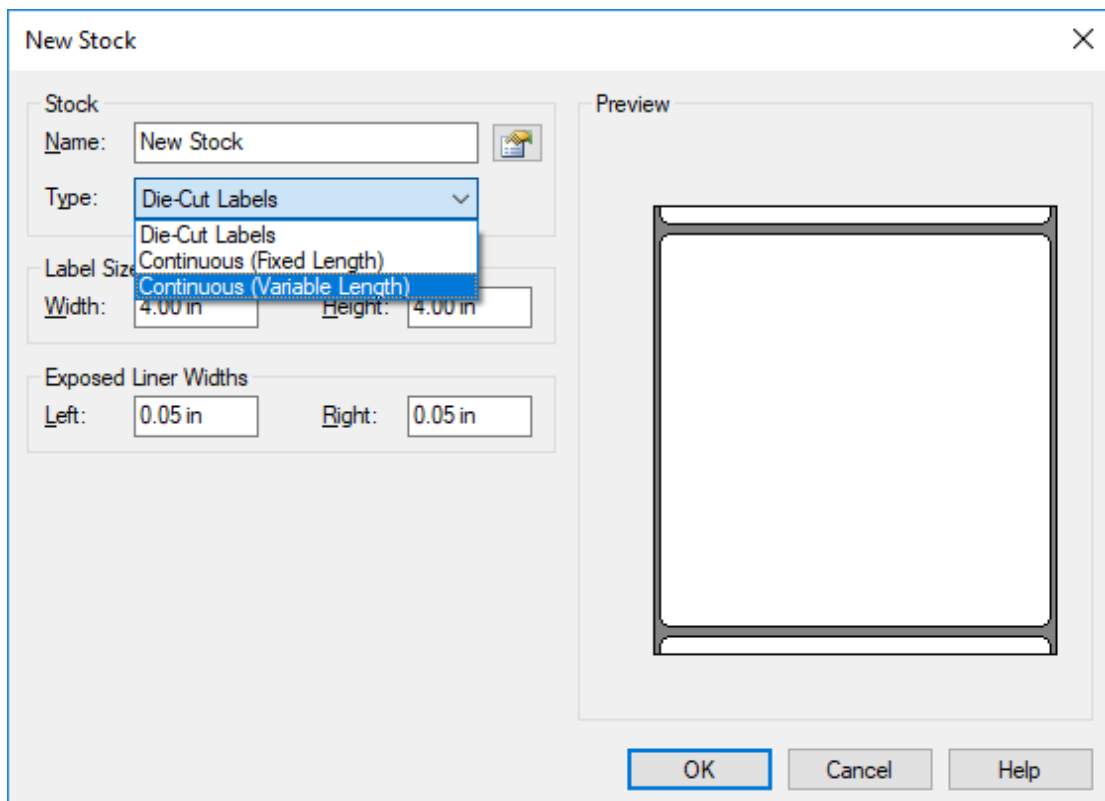 New Stock
Stock
Name: New Stock
Type: Die-Cut Labels
Die-Cut Labels
Continuous (Fixed Length)
Continuous (Variable Length)
Label Size
Width: 4.00 in Height: 4.00 in
Exposed Liner Widths
Left: 0.05 in Right: 0.05 in
Preview
OK Cancel Help